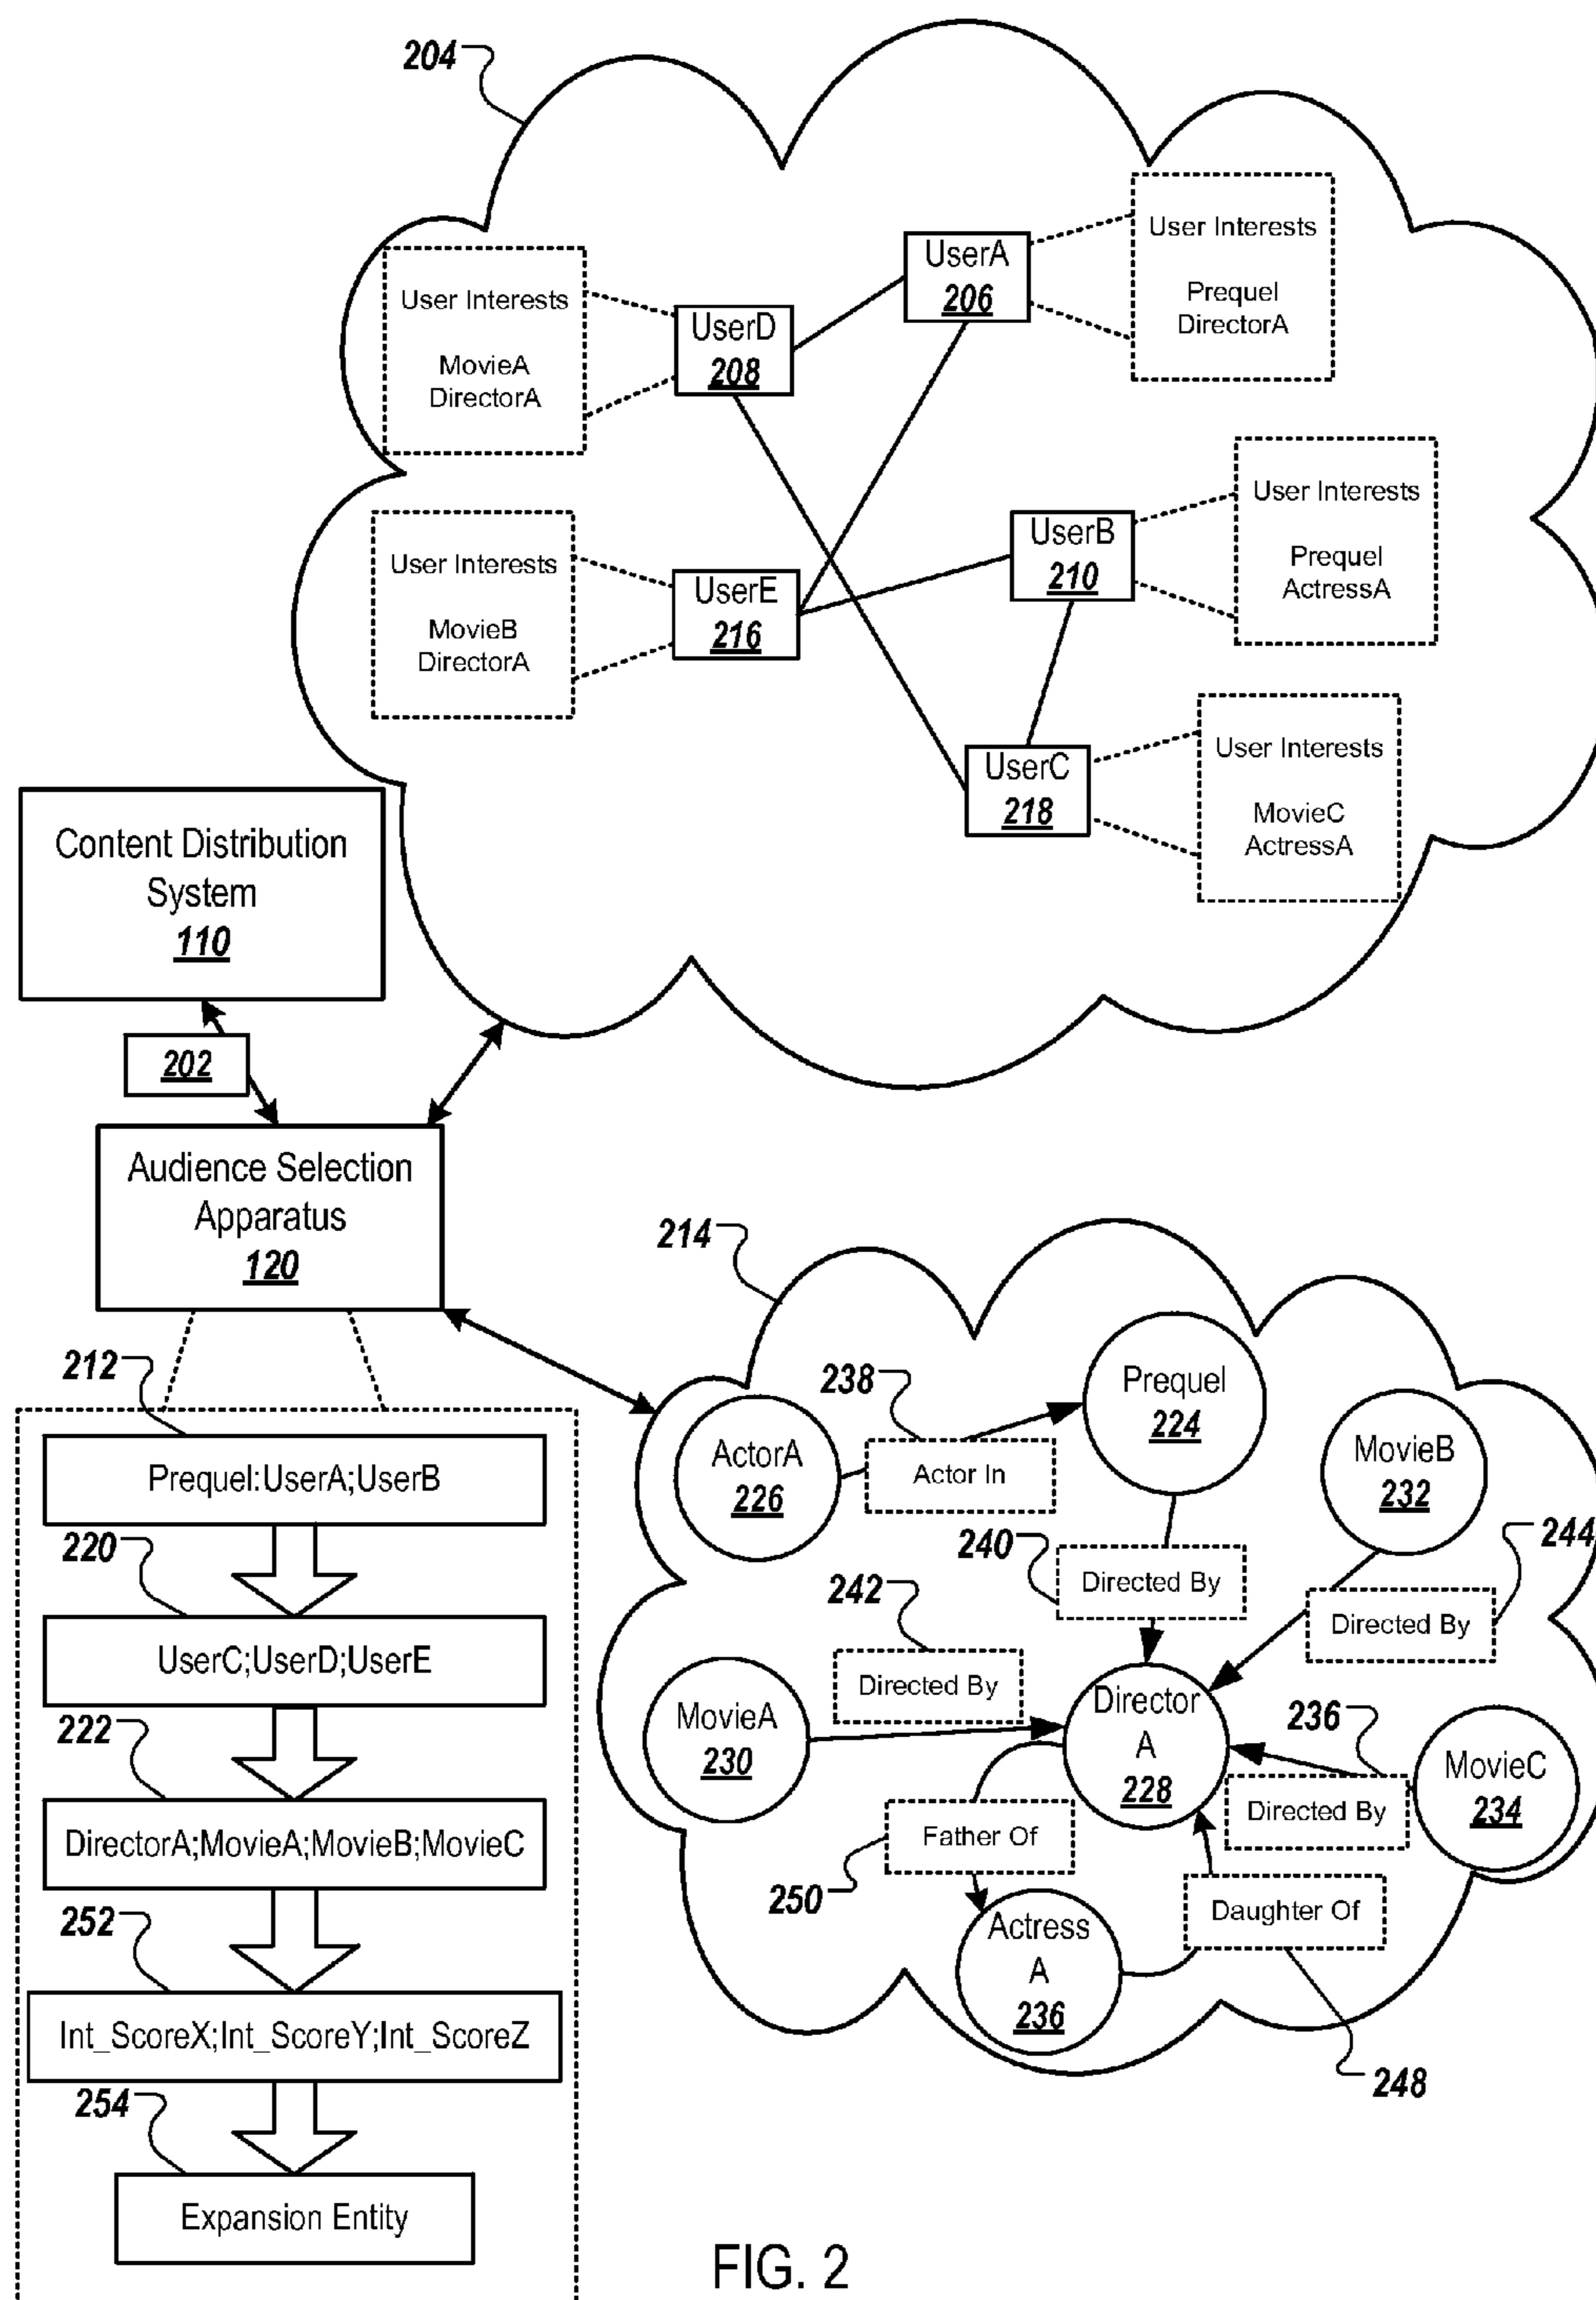 204
User Interests
Prequel
DirectorA
UserA
206
User Interests
MovieA
DirectorA
UserD
208
User Interests
Prequel
ActressA
UserB
210
User Interests
MovieB
DirectorA
UserE
216
User Interests
MovieC
ActressA
UserC
218
Content Distribution
System
110
202
Audience Selection
Apparatus
120
212
Prequel:UserA;UserB
220
UserC;UserD;UserE
222
DirectorA;MovieA;MovieB;MovieC
252
Int_ScoreX;Int_ScoreY;Int_ScoreZ
254
Expansion Entity
214
Prequel
224
238
ActorA
226
Actor In
MovieB
232
240
Directed By
244
Directed By
242
Directed By
MovieA
230
Director
A
228
236
Directed By
MovieC
234
Father Of
250
Daughter Of
Actress
A
236
248
FIG. 2